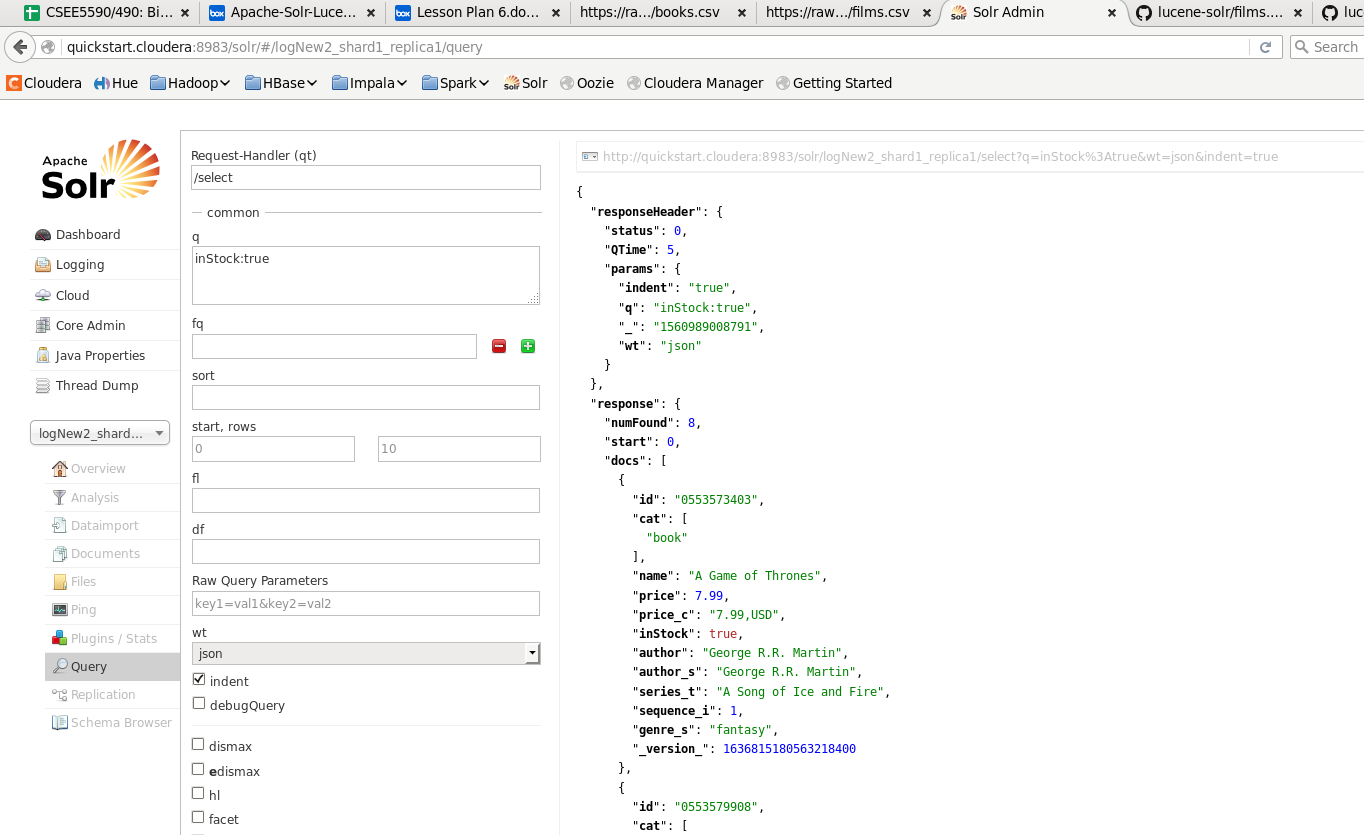 CSEE5590/490: Bi...
Apache-Solr-Luce...
Lesson Plan 6.do...
https://ra.../books.csv
https://raw.../films.csv
Solr Admin
lucene-solr/films....
luc
quickstart.cloudera:8983/solr/#/logNew2_shard1_replica1/query
Search
Cloudera
Hue
Hadoop
HBase
Impala
Spark
Solr
Oozie
Cloudera Manager
Getting Started
Apache
Solr
Dashboard
Logging
Cloud
Core Admin
Java Properties
Thread Dump
logNew2_shard...
Overview
Analysis
Dataimport
Documents
Files
Ping
Plugins / Stats
Query
Replication
Schema Browser
Request-Handler (qt)
/select
common
q
inStock:true
fq
sort
start, rows
0
10
fl
df
Raw Query Parameters
key1=val1&key2=val2
wt
json
indent
debugQuery
dismax
edismax
hl
facet
http://quickstart.cloudera:8983/solr/logNew2_shard1_replica1/select?q=inStock%3Atrue&wt=json&indent=true
{
"responseHeader": {
"status": 0,
"QTime": 5,
"params": {
"indent": "true",
"q": "inStock:true",
"_": "1560989008791",
"wt": "json"
}
},
"response": {
"numFound": 8,
"start": 0,
"docs": [
{
"id": "0553573403",
"cat": [
"book"
],
"name": "A Game of Thrones",
"price": 7.99,
"price_c": "7.99,USD",
"inStock": true,
"author": "George R.R. Martin",
"author_s": "George R.R. Martin",
"series_t": "A Song of Ice and Fire",
"sequence_i": 1,
"genre_s": "fantasy",
"_version_": 1636815180563218400
},
{
"id": "0553579908",
"cat": [